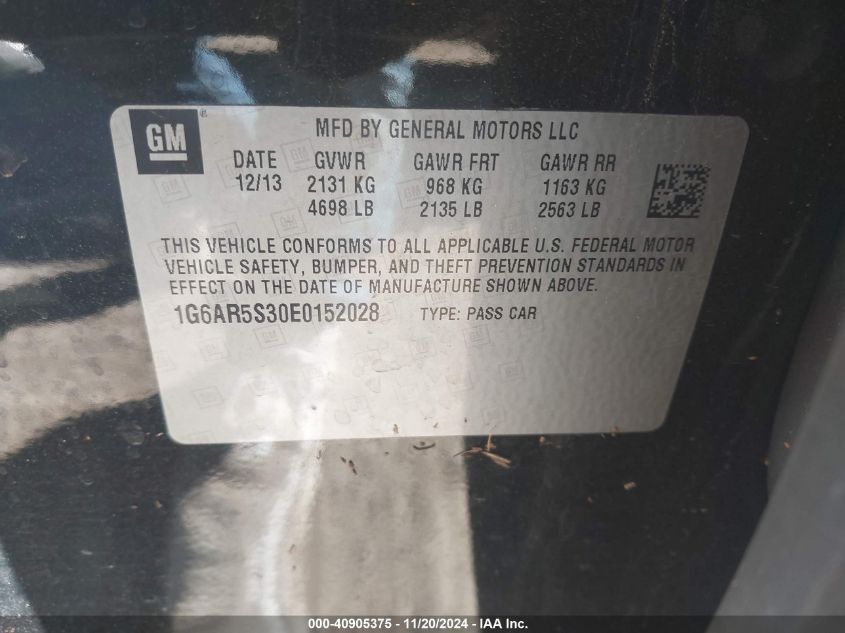 GM
MFD BY GENERAL MOTORS LLC
DATE GVWR GAWR FRT GAWR RR
12/13 2131 KG 968 KG 1163 KG
4698 LB 2135 LB 2563 LB
THIS VEHICLE CONFORMS TO ALL APPLICABLE U.S. FEDERAL MOTOR
VEHICLE SAFETY, BUMPER, AND THEFT PREVENTION STANDARDS IN
EFFECT ON THE DATE OF MANUFACTURE SHOWN ABOVE.
1G6AR5S30E0152028 TYPE: PASS CAR
000-40905375 - 11/20/2024 - IAA Inc.